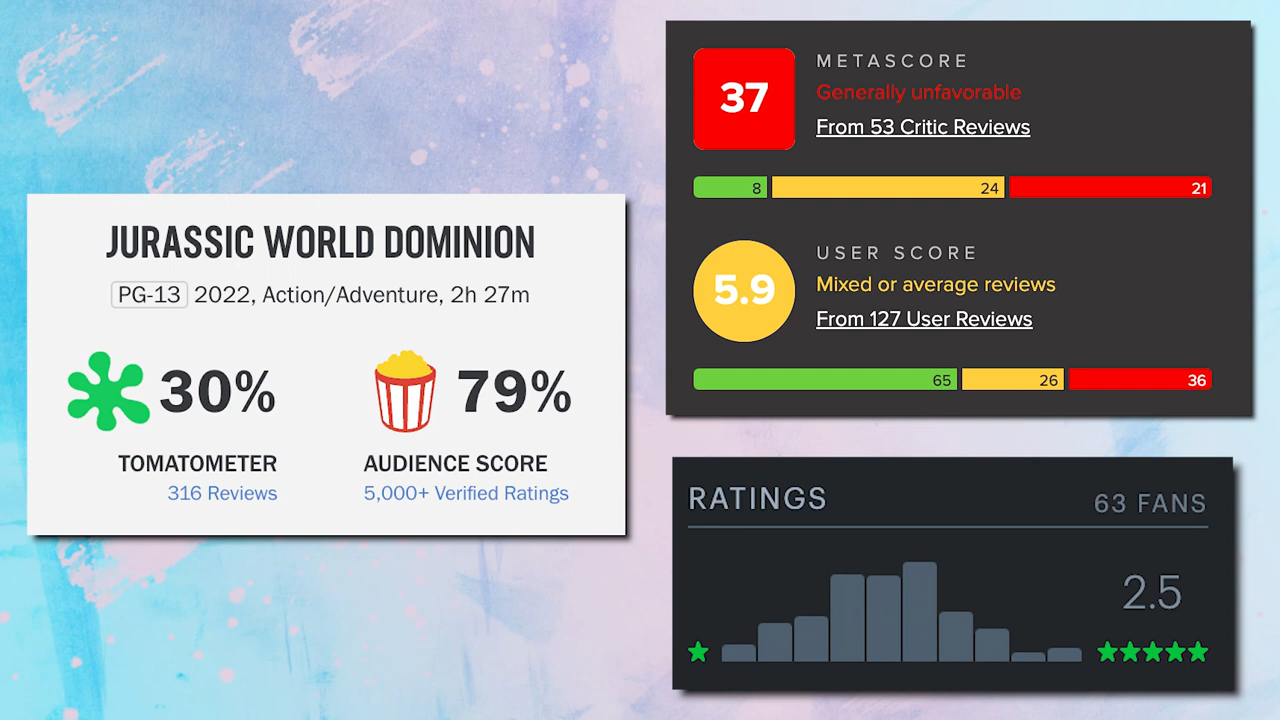 JURASSIC WORLD DOMINION
PG-13 2022, Action/Adventure, 2h 27m
30% 79%
TOMATOMETER AUDIENCE SCORE
316 Reviews 5,000+ Verified Ratings
37
METASCORE
Generally unfavorable
From 53 Critic Reviews
8 24 21
5.9
USER SCORE
Mixed or average reviews
From 127 User Reviews
65 26 36
RATINGS 63 FANS
2.5